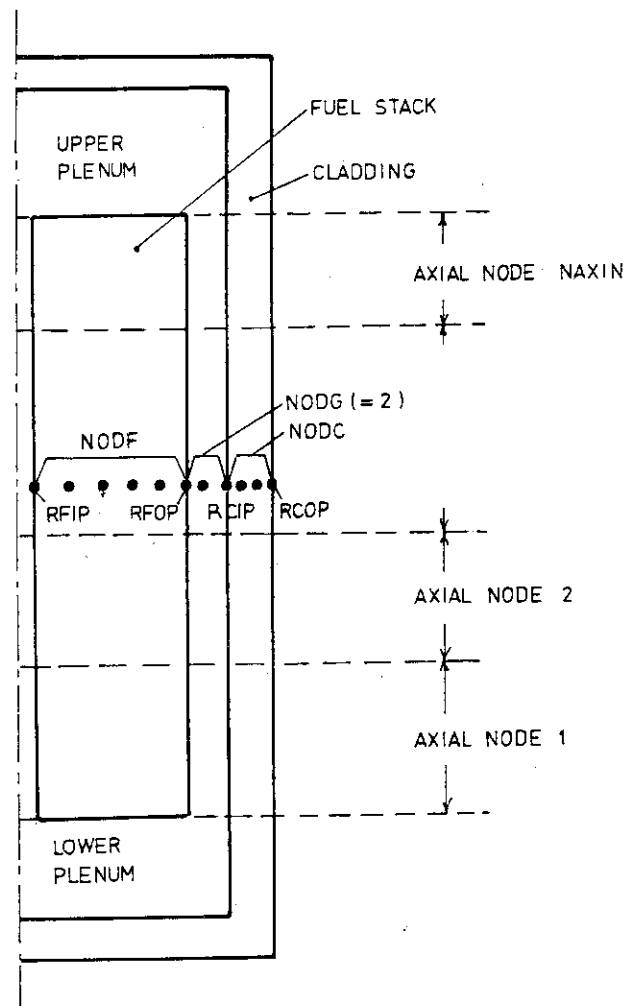 FUEL STACK
UPPER
PLENUM
CLADDING
AXIAL NODE NAXIN
NODG (=2)
NODF
NODC
RFIP RFOP RCIP RCOP
AXIAL NODE 2
AXIAL NODE 1
LOWER
PLENUM